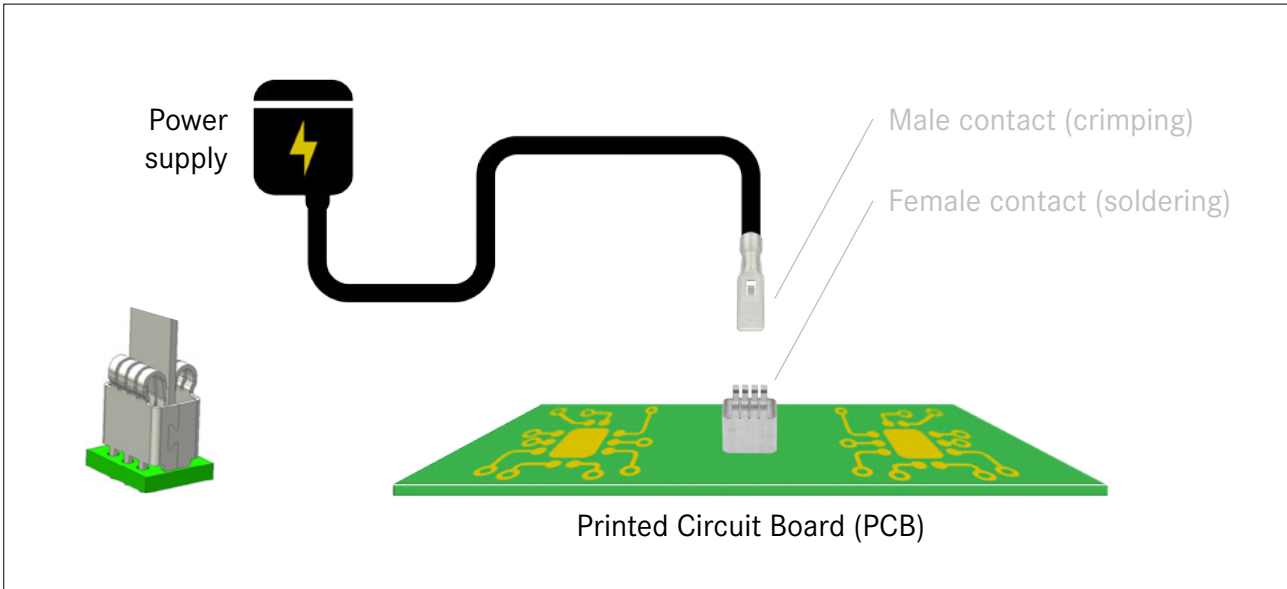 Power
supply
Male contact (crimping)
Female contact (soldering)
Printed Circuit Board (PCB)